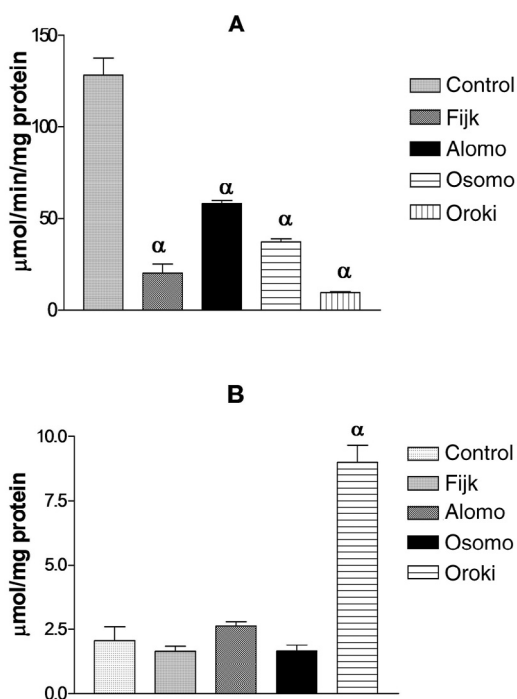 A
μmol/min/mg protein
150
100
50
0
α
α
α
α
Control
Fijk
Alomo
Osomo
Oroki
B
μmol/mg protein
10.0
7.5
5.0
2.5
0.0
α
Control
Fijk
Alomo
Osomo
Oroki